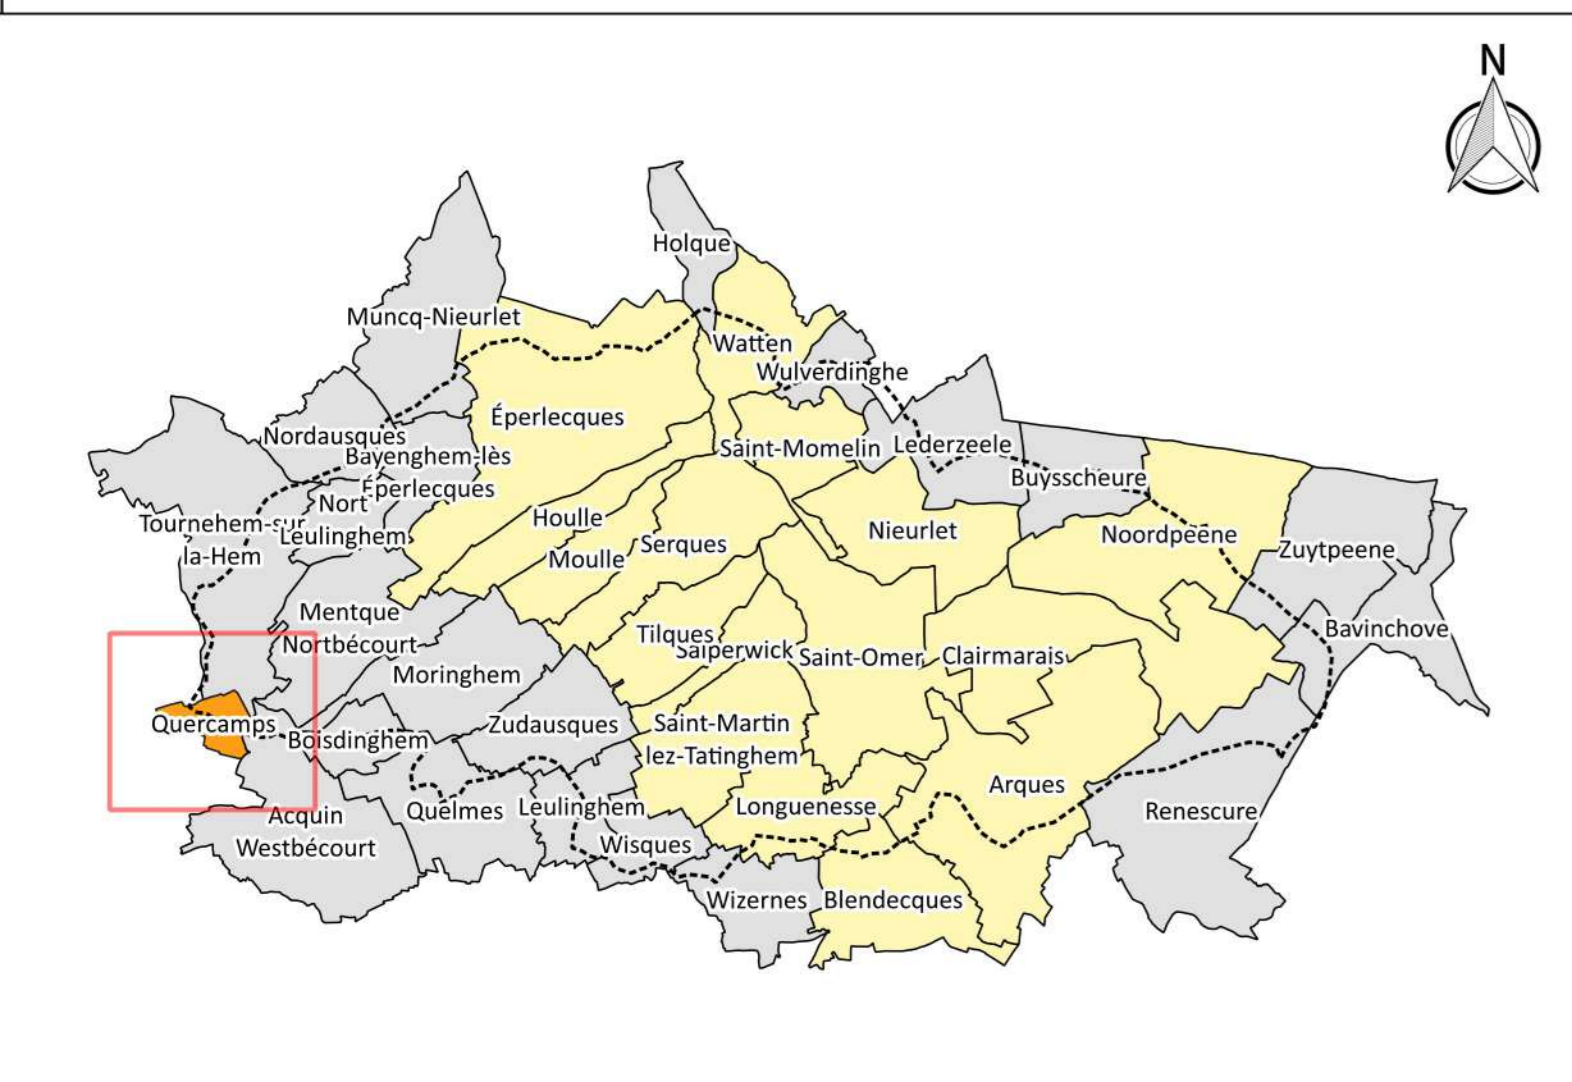 N
Holque
Muncq-Nieurlet
Watten
Wulverdinghe
Éperlecques
Nordausques
Saint-Momelin
Lederzeele
Bayenghem-lès
Éperlecques
Buysscheure
Nort
Leulinghem
Houlle
Tournehem-sur
la-Hem
Nieurlet
Noordpeene
Serques
Moulle
Zuytpeene
Mentque
Nortbécourt
Bavinchove
Tilques
Salperwick
Saint-Omer
Clairmarais
Moringhem
Quercamps
Boisdinghem
Zudausques
Saint-Martin
lez-Tatinghem
Arques
Quelmes
Leulinghem
Longuenesse
Renescure
Acquin
Westbécourt
Wisques
Wizernes
Blendecques